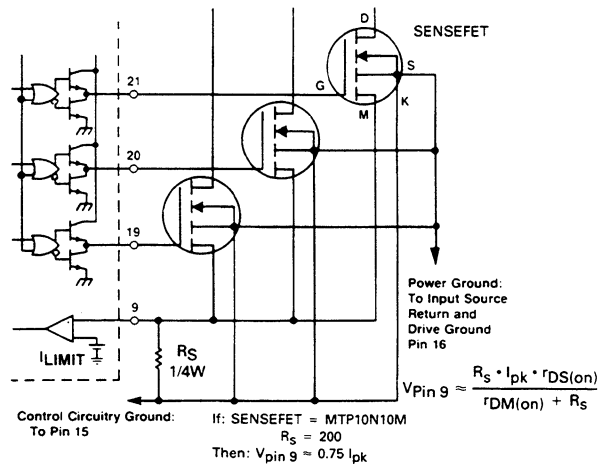 D
SENSEFET
S
G
K
M
21
20
19
9
Power Ground:
To Input Source
Return and
Drive Ground
Pin 16
ILIMIT
RS
1/4W
VPin 9 ≈ Rs · Ipk · rDS(on)
rDM(on) + Rs
Control Circuitry Ground:
To Pin 15
If: SENSEFET = MTP10N10M
RS = 200
Then: Vpin 9 ≈ 0.75 Ipk